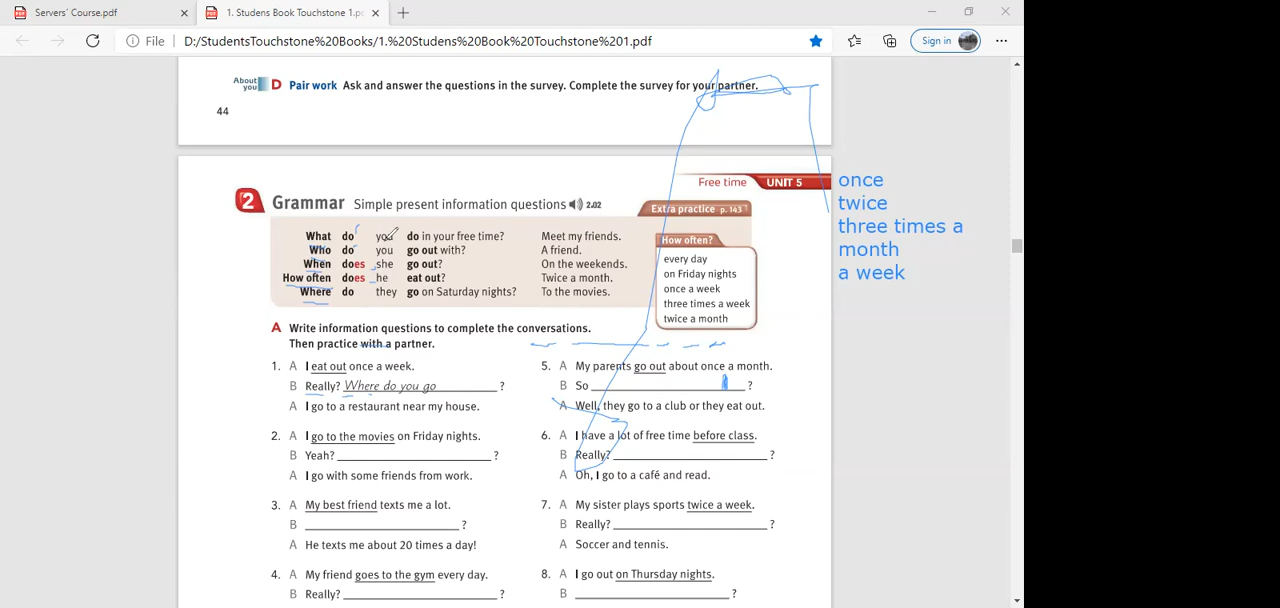 Servers' Course.pdf
1. Studens Book Touchstone 1.pd
File
D:/StudentsTouchstone%20Books/1.%20Studens%20Book%20Touchstone%201.pdf
Sign in
About you D Pair work Ask and answer the questions in the survey. Complete the survey for your partner.
44
Free time UNIT 5
2 Grammar Simple present information questions 2.02
Extra practice p. 143
What do you do in your free time? Meet my friends.
Who do you go out with? A friend.
When does she go out? On the weekends.
How often does he eat out? Twice a month.
Where do they go on Saturday nights? To the movies.
How often?
every day
on Friday nights
once a week
three times a week
twice a month
once
twice
three times a
month
a week
A Write information questions to complete the conversations.
Then practice with a partner.
1. A I eat out once a week.
B Really? Where do you go ?
A I go to a restaurant near my house.
2. A I go to the movies on Friday nights.
B Yeah? ?
A I go with some friends from work.
3. A My best friend texts me a lot.
B ?
A He texts me about 20 times a day!
4. A My friend goes to the gym every day.
B Really? ?
5. A My parents go out about once a month.
B So ?
A Well, they go to a club or they eat out.
6. A I have a lot of free time before class.
B Really? ?
A Oh, I go to a café and read.
7. A My sister plays sports twice a week.
B Really? ?
A Soccer and tennis.
8. A I go out on Thursday nights.
B ?